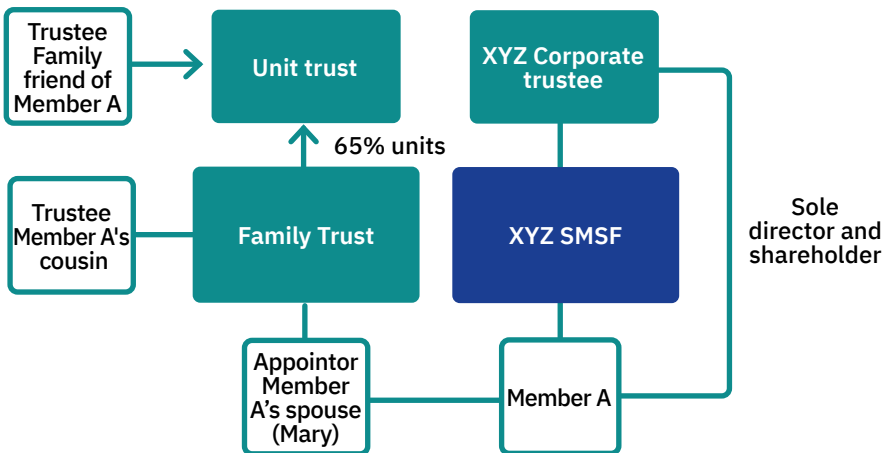 Trustee
Family
friend of
Member A
Unit trust
XYZ Corporate
trustee
65% units
Trustee
Member A's
cousin
Family Trust
XYZ SMSF
Sole
director and
shareholder
Appointor
Member
A’s spouse
(Mary)
Member A